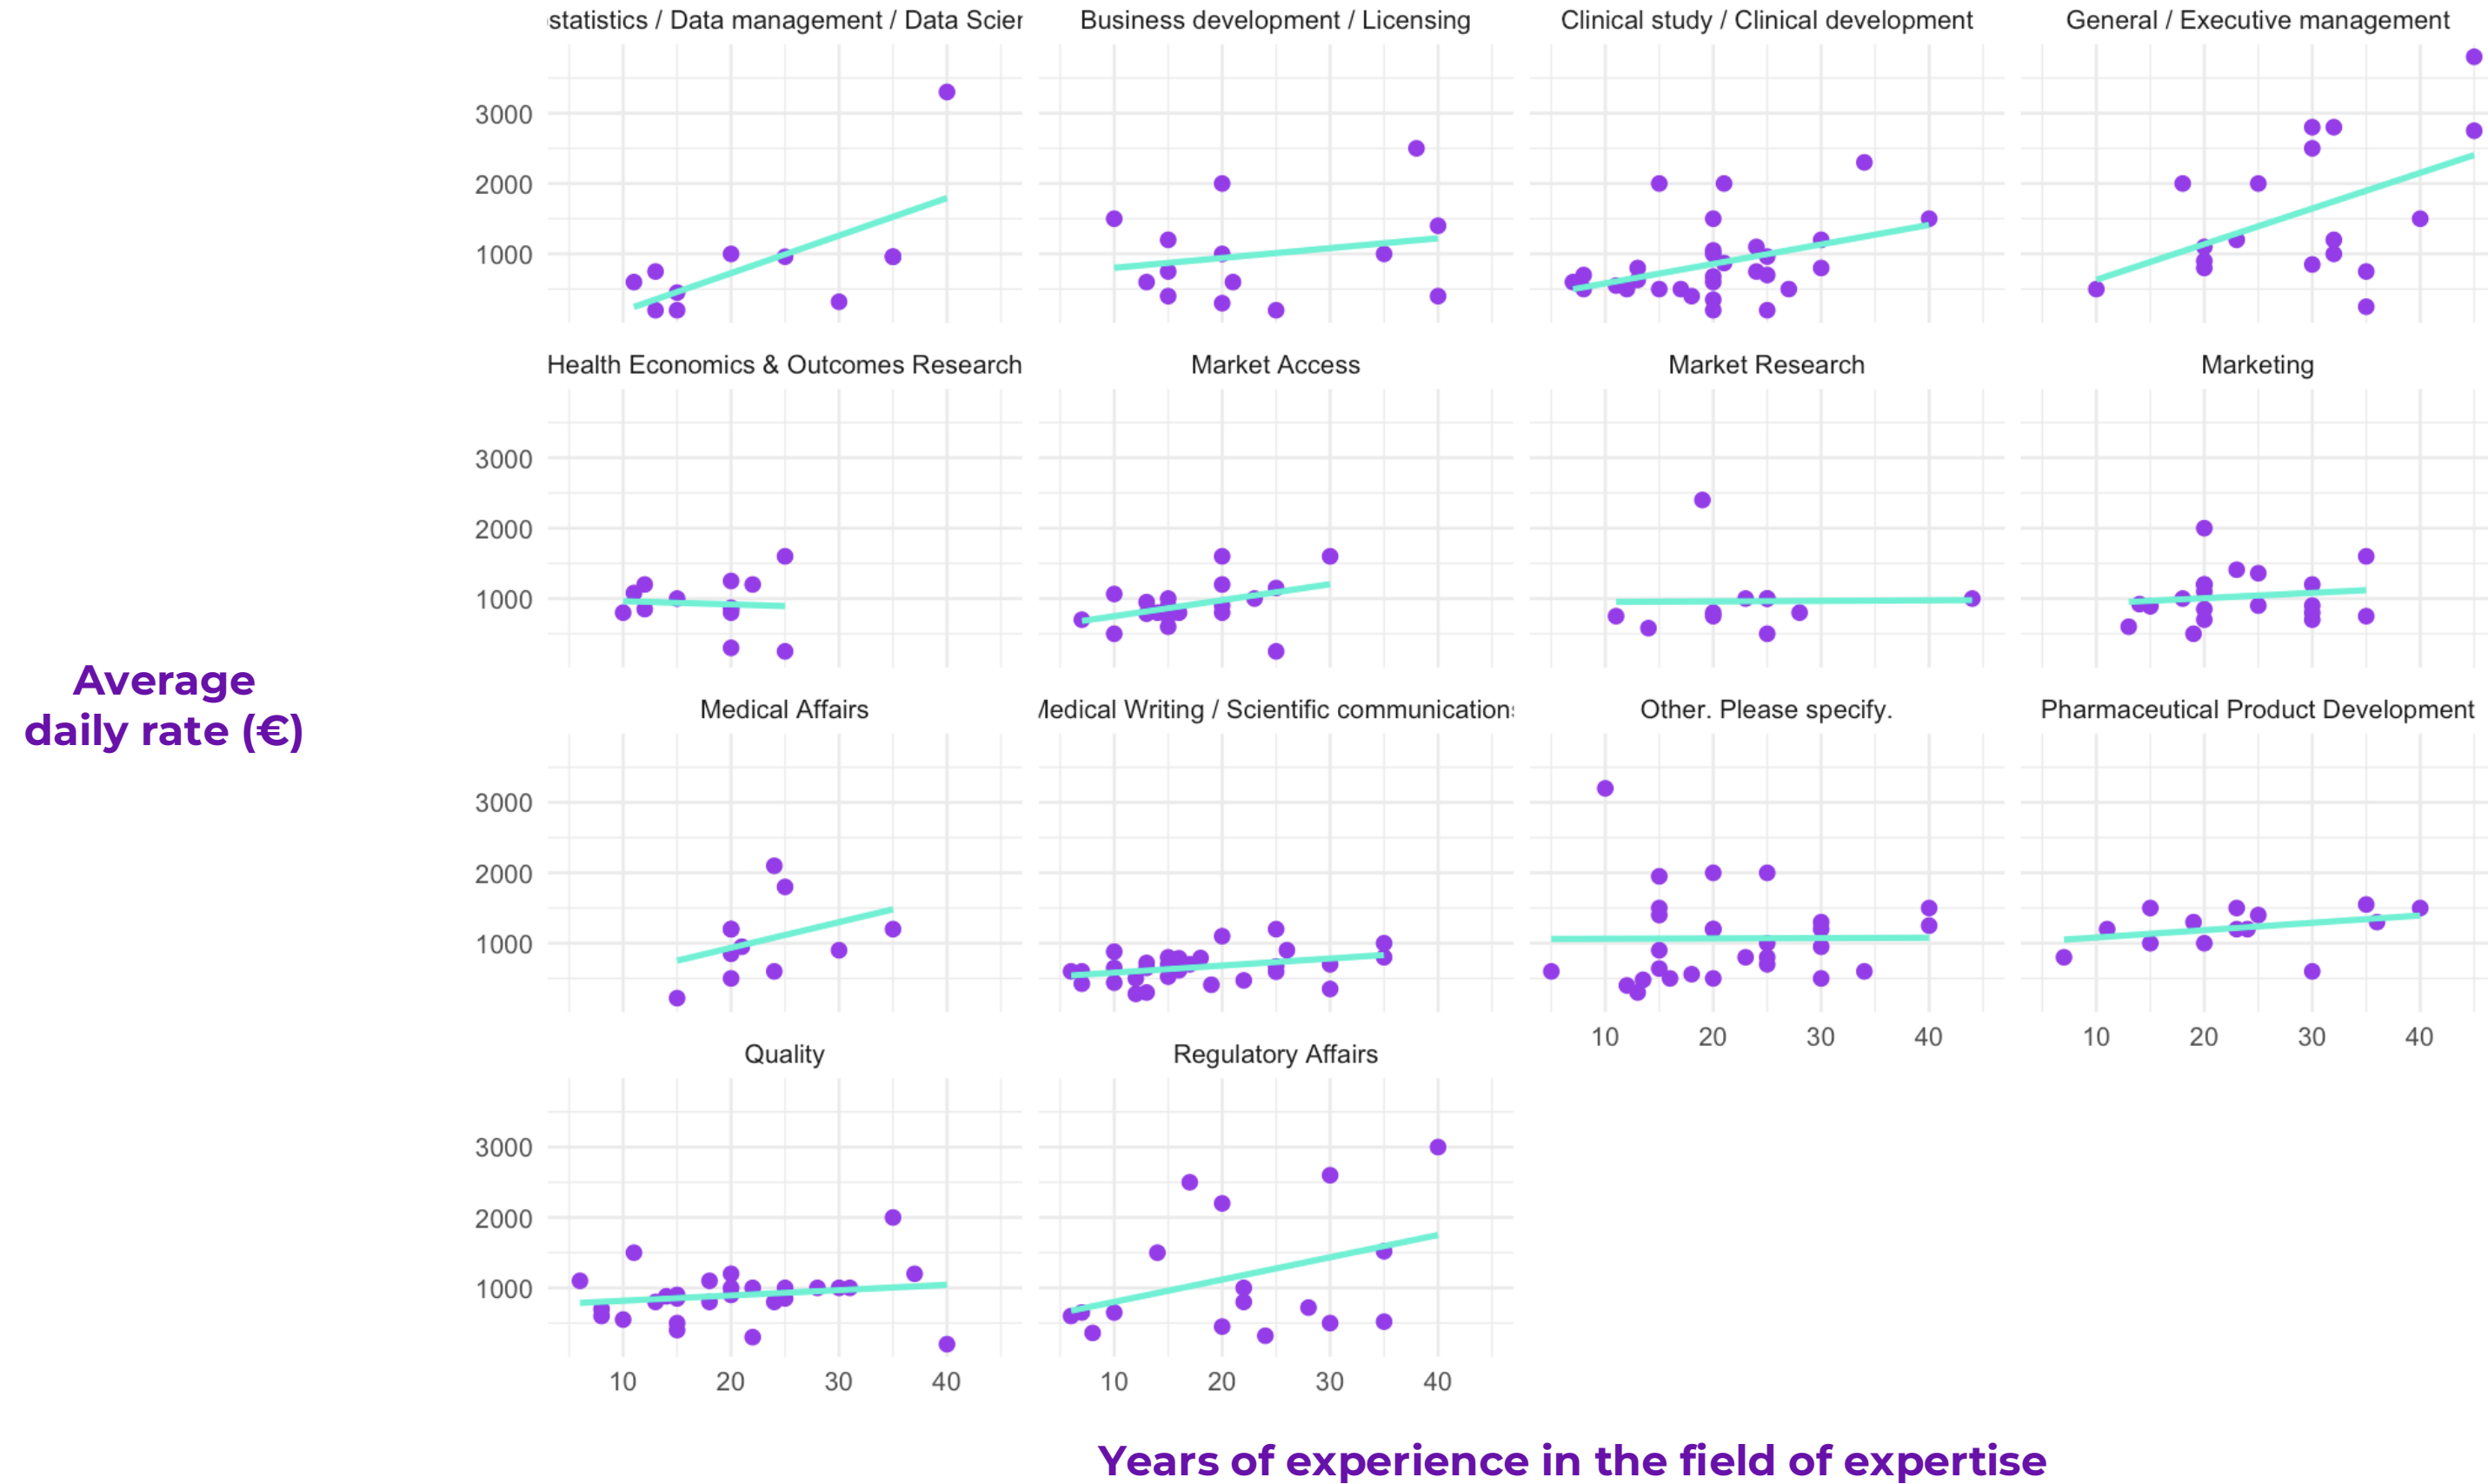 statistics / Data management / Data Scien
Business development / Licensing
Clinical study / Clinical development
General / Executive management
3000
2000
1000
Health Economics & Outcomes Research
Market Access
Market Research
Marketing
3000
2000
1000
Average
daily rate (€)
Medical Affairs
Medical Writing / Scientific communications
Other. Please specify.
Pharmaceutical Product Development
3000
2000
1000
10 20 30 40
10 20 30 40
Quality
Regulatory Affairs
3000
2000
1000
10 20 30 40
10 20 30 40
Years of experience in the field of expertise